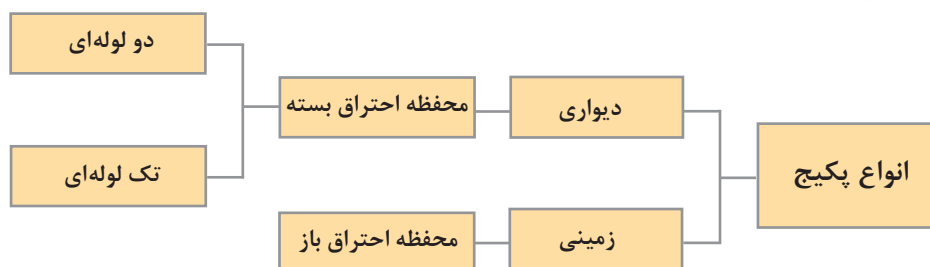 انواع پکیج
دیواری
محفظه احتراق بسته
دو لوله‌ای
تک لوله‌ای
زمینی
محفظه احتراق باز